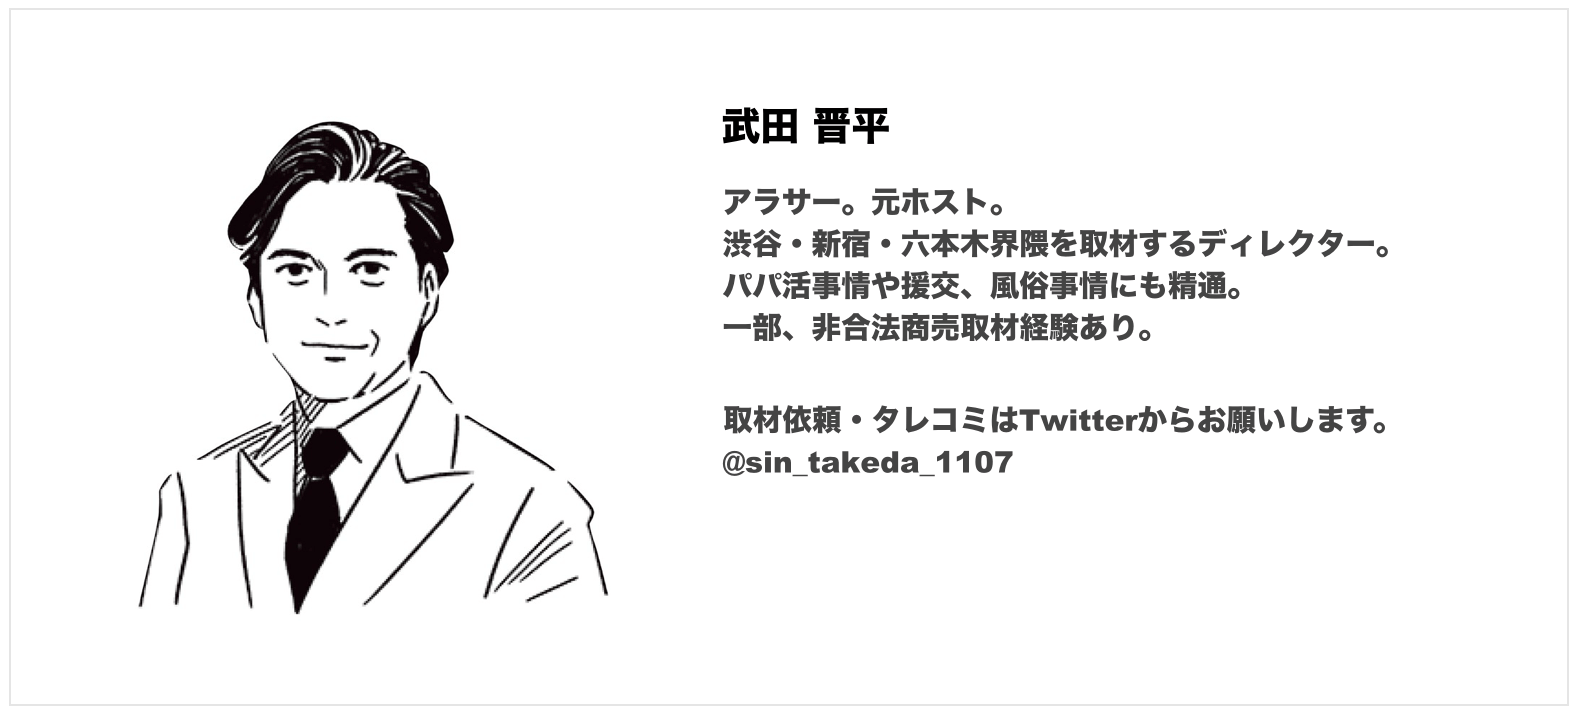 武田 晋平
アラサー。元ホスト。
渋谷・新宿・六本木界隈を取材するディレクター。
パパ活事情や援交、風俗事情にも精通。
一部、非合法商売取材経験あり。
取材依頼・タレコミはTwitterからお願いします。
@sin_takeda_1107